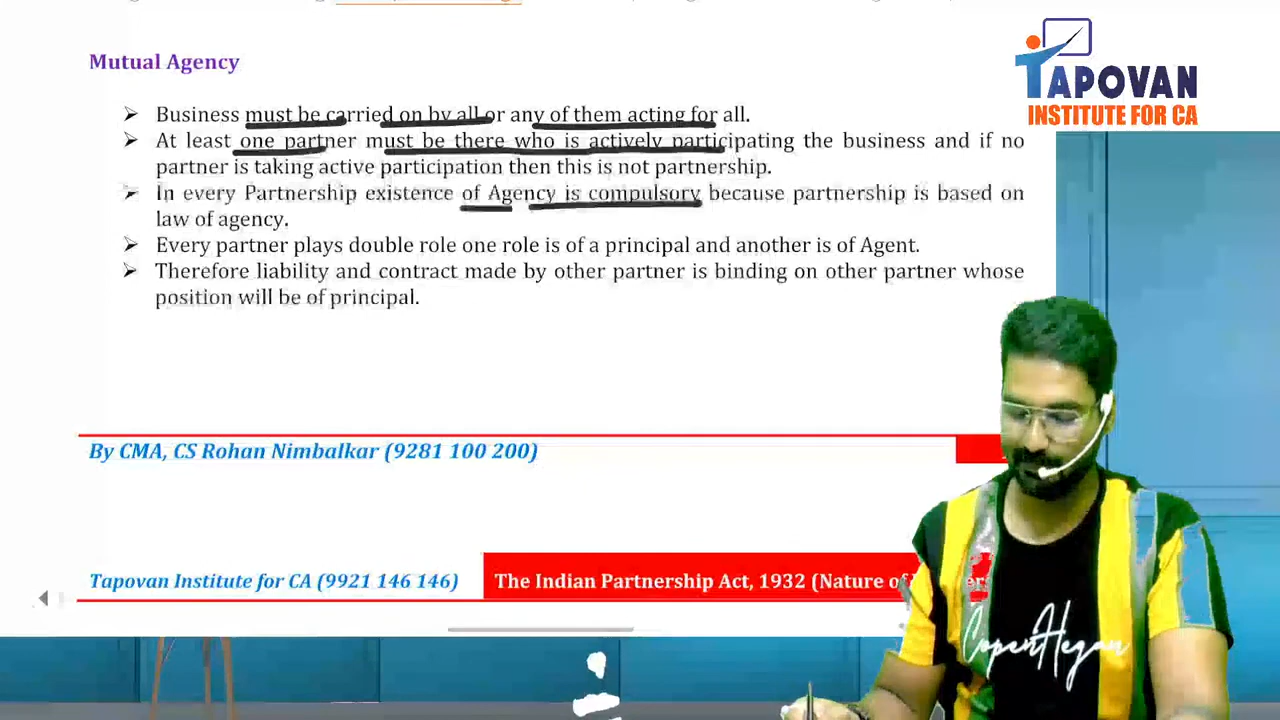 Mutual Agency
TAPOVAN
INSTITUTE FOR CA
➢ Business must be carried on by all or any of them acting for all.
➢ At least one partner must be there who is actively participating the business and if no
partner is taking active participation then this is not partnership.
➢ In every Partnership existence of Agency is compulsory because partnership is based on
law of agency.
➢ Every partner plays double role one role is of a principal and another is of Agent.
➢ Therefore liability and contract made by other partner is binding on other partner whose
position will be of principal.
By CMA, CS Rohan Nimbalkar (9281 100 200)
Tapovan Institute for CA (9921 146 146)
The Indian Partnership Act, 1932 (Nature of
CopenHegan